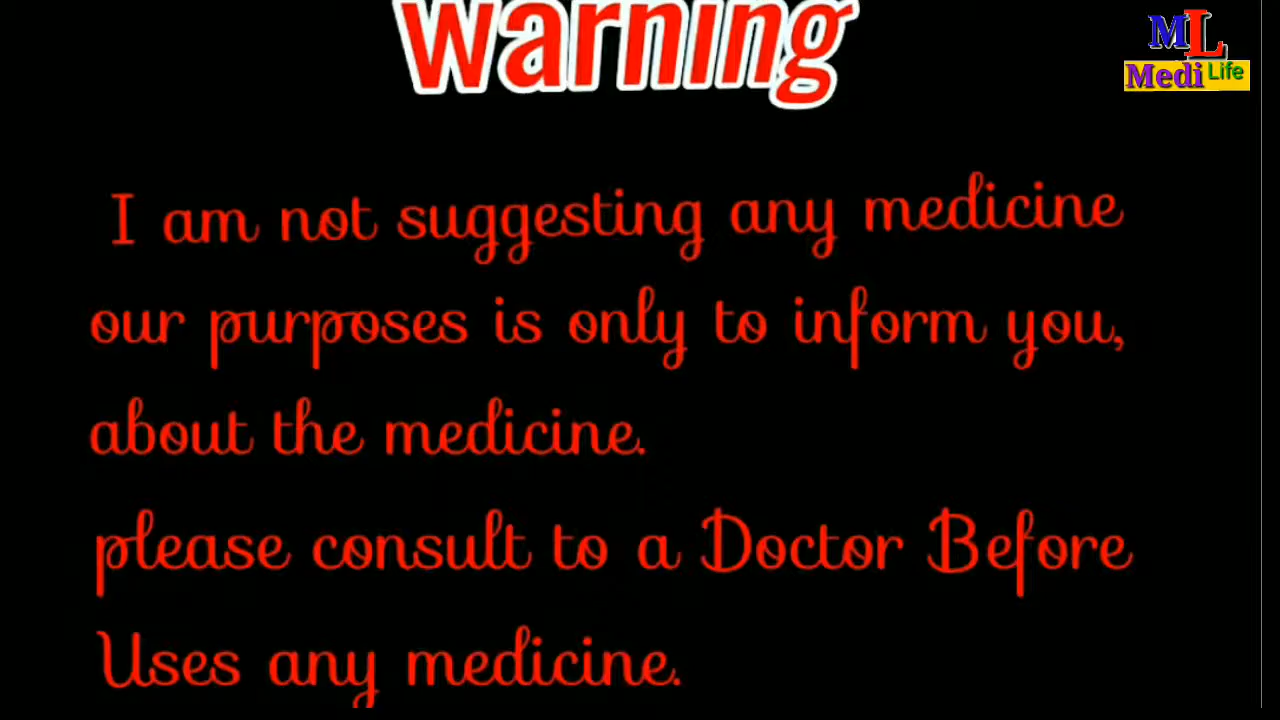 Warning
ML
Medi Life
I am not suggesting any medicine
our purposes is only to inform you,
about the medicine.
please consult to a Doctor Before
Uses any medicine.